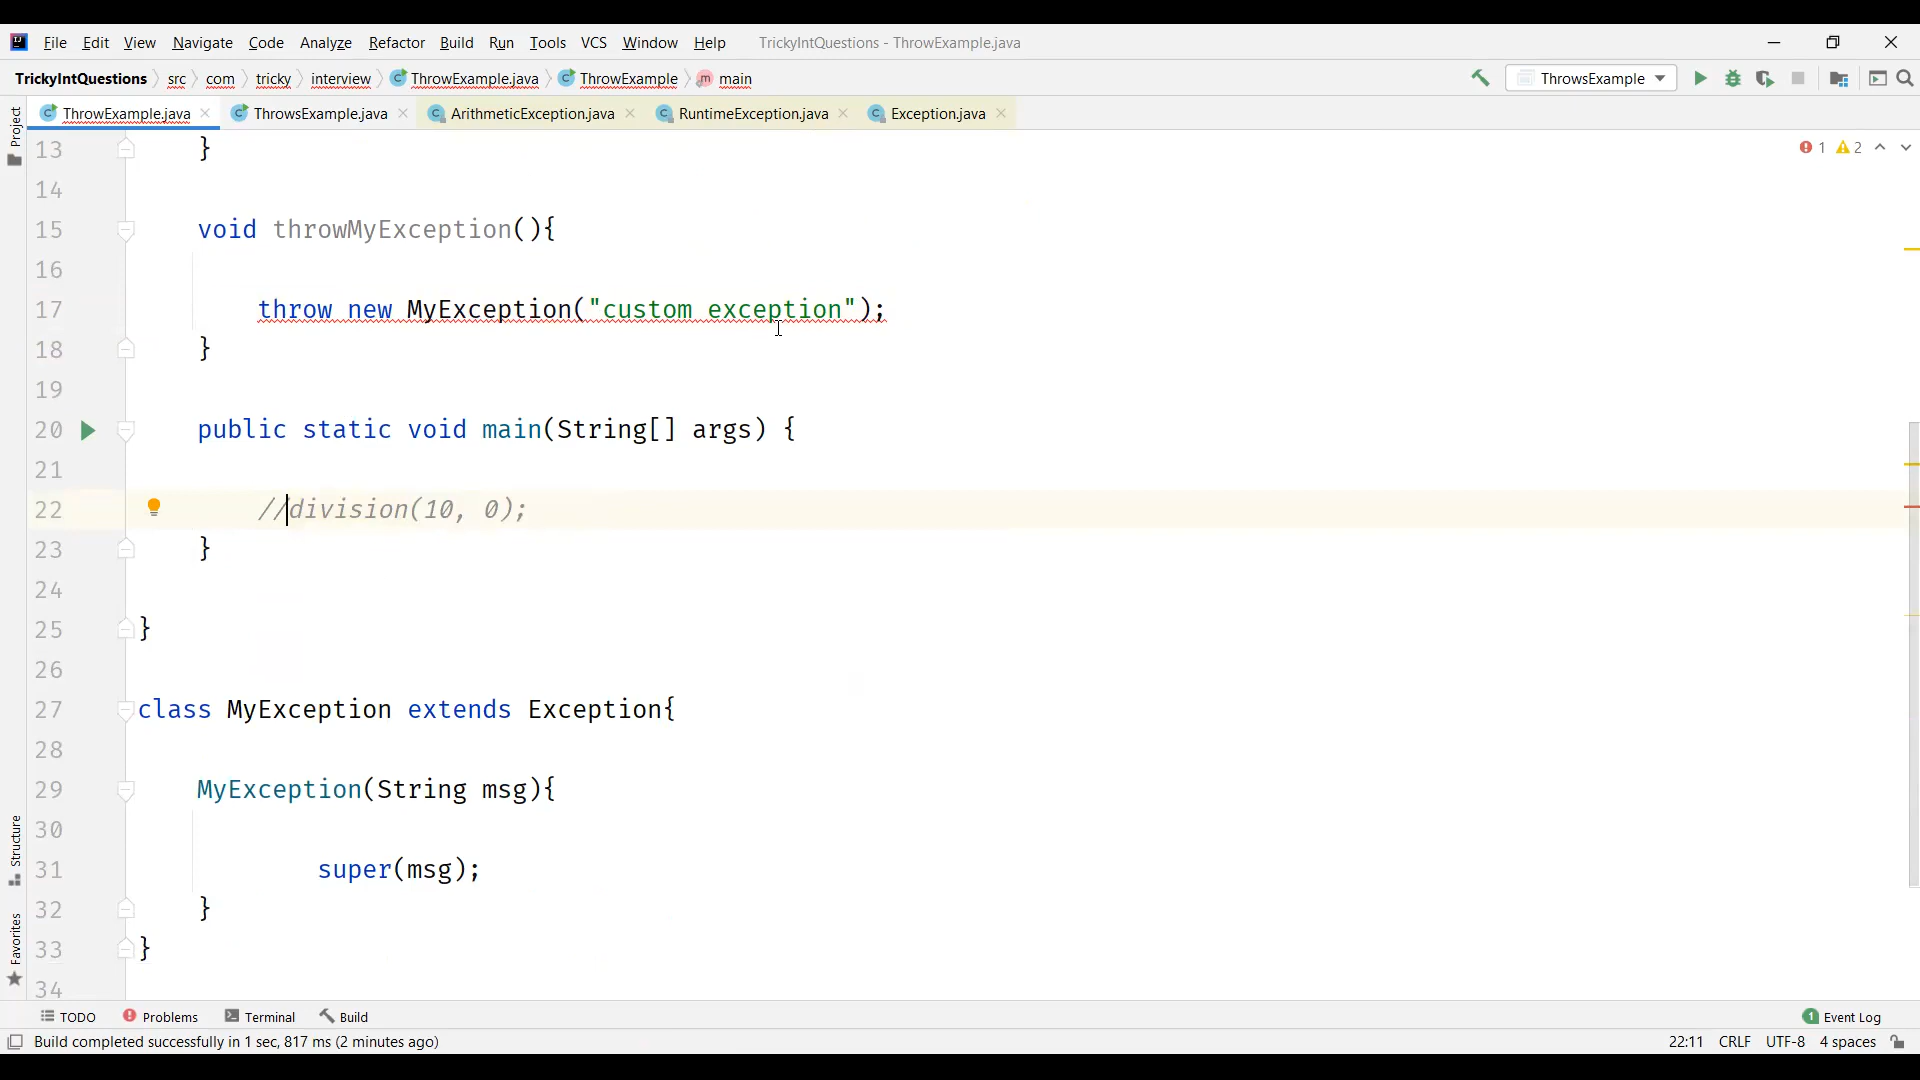 File Edit View Navigate Code Analyze Refactor Build Run Tools VCS Window Help TrickyIntQuestions - ThrowExample.java
TrickyIntQuestions src com tricky interview ThrowExample.java ThrowExample main ThrowsExample
ThrowExample.java ThrowsExample.java ArithmeticException.java RuntimeException.java Exception.java
Project
1 2
13 }
14
15 void throwMyException(){
16
17 throw new MyException("custom exception");
18 }
19
20 public static void main(String[] args) {
21
22 //division(10, 0);
23 }
24
25 }
26
27 class MyException extends Exception{
28
29 MyException(String msg){
30
31 super(msg);
32 }
33 }
34
Structure
Favorites
TODO Problems Terminal Build 1 Event Log
Build completed successfully in 1 sec, 817 ms (2 minutes ago) 22:11 CRLF UTF-8 4 spaces